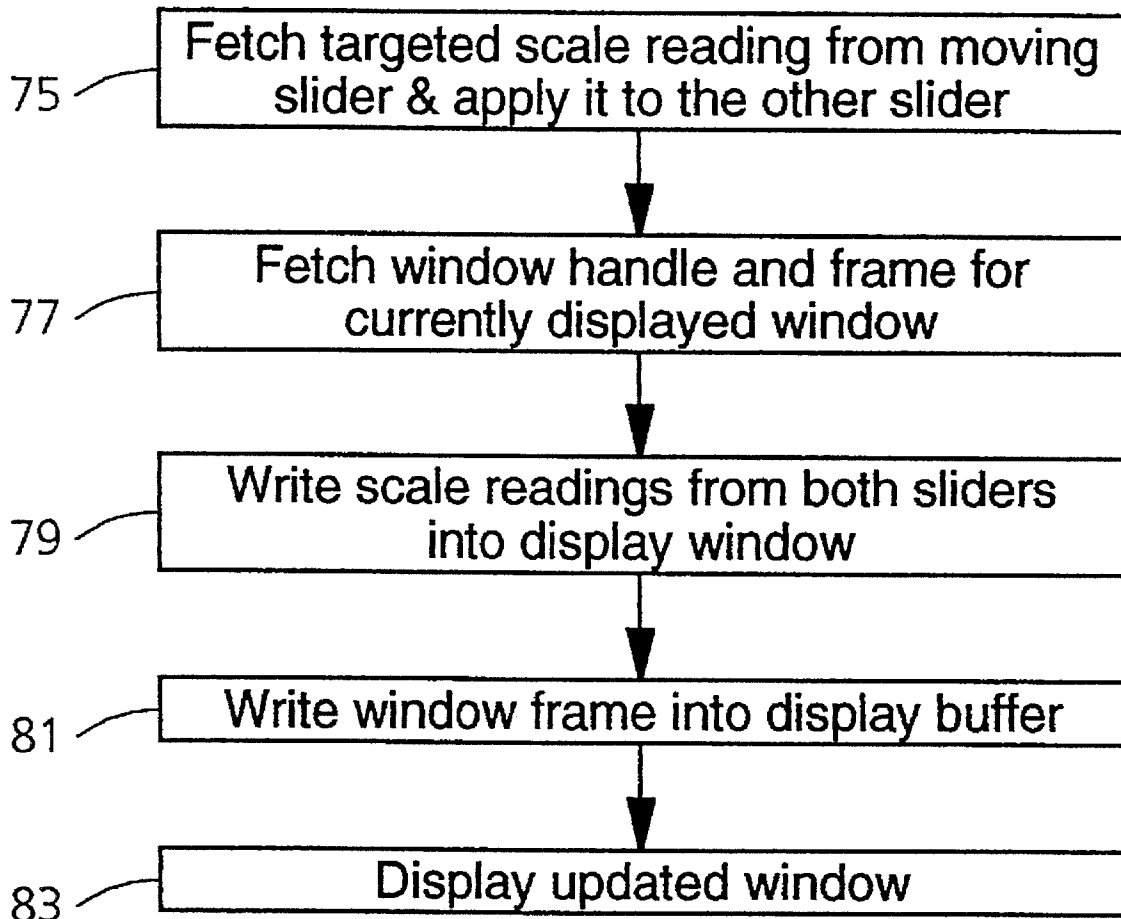 Fetch targeted scale reading from moving
75
slider & apply it to the other slider
Fetch window handle and frame for
77
currently displayed window
Write scale readings from both sliders
79
into display window
81
Write window frame into display buffer
83
Display updated window